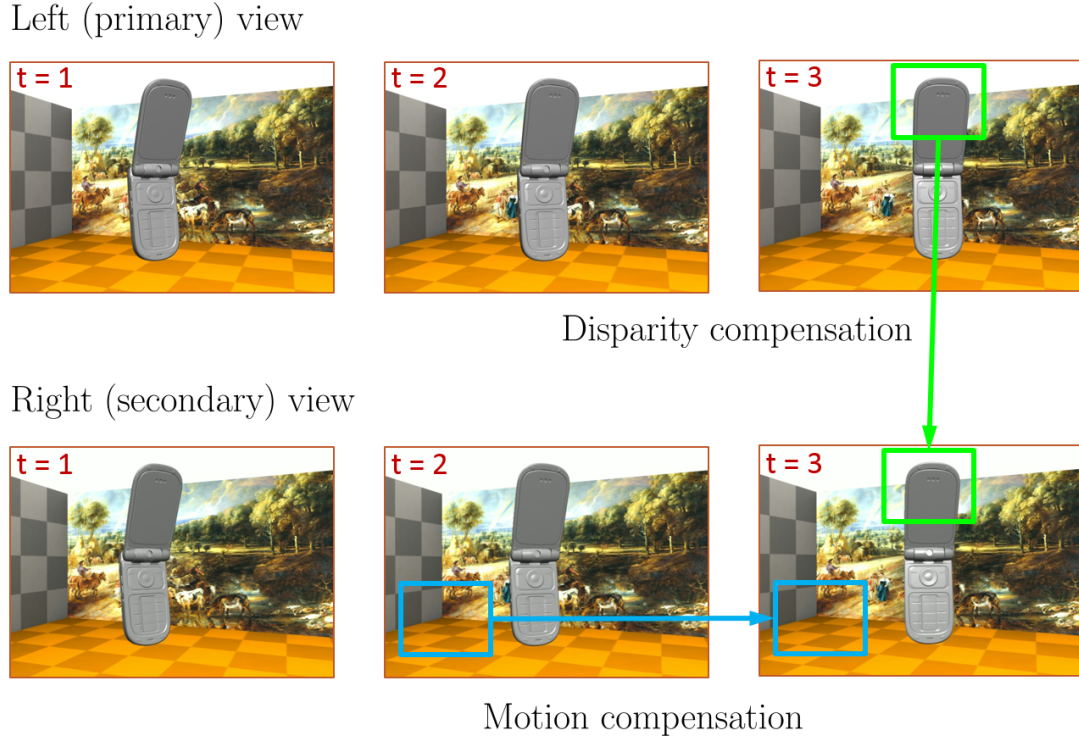 Left (primary) view
t = 1
t = 2
t = 3
Disparity compensation
Right (secondary) view
t = 1
t = 2
t = 3
Motion compensation